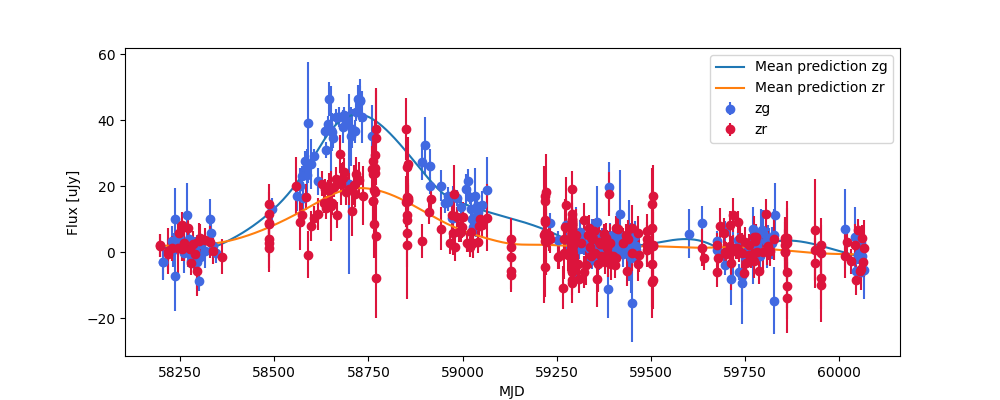 60
40
20
0
−20
Flux [uJy]
58250 58500 58750 59000 59250 59500 59750 60000
MJD
Mean prediction zg
Mean prediction zr
zg
zr